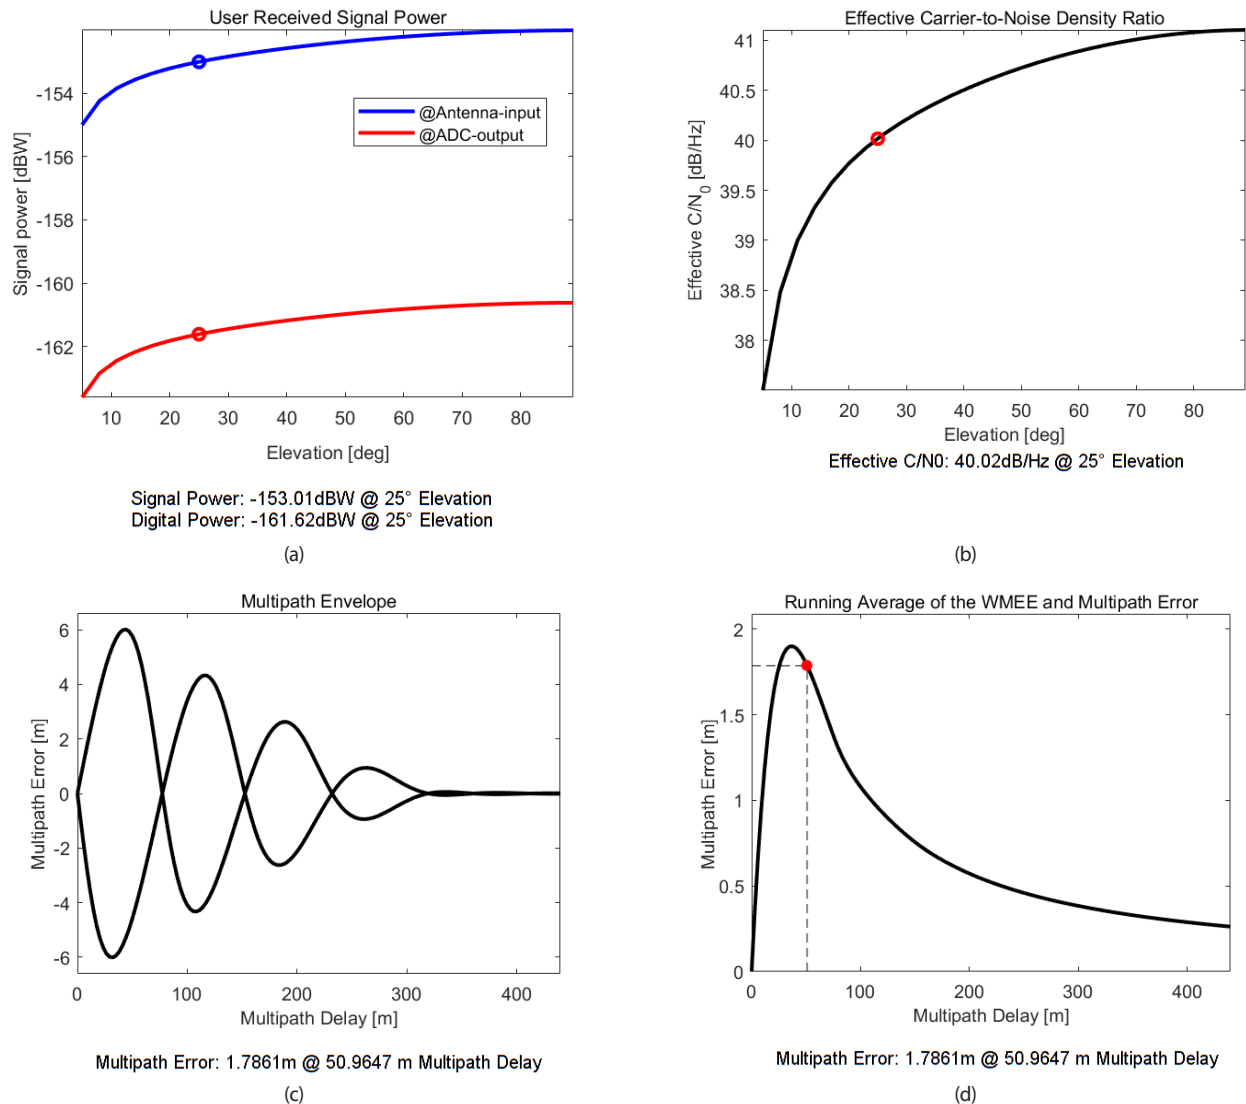 User Received Signal Power
Signal power [dBW]
-154
-156
-158
-160
-162
@Antenna-input
@ADC-output
10 20 30 40 50 60 70 80
Elevation [deg]
Signal Power: -153.01dBW @ 25° Elevation
Digital Power: -161.62dBW @ 25° Elevation
(a)
Effective Carrier-to-Noise Density Ratio
Effective C/N0 [dB/Hz]
41
40.5
40
39.5
39
38.5
38
10 20 30 40 50 60 70 80
Elevation [deg]
Effective C/N0: 40.02dB/Hz @ 25° Elevation
(b)
Multipath Envelope
Multipath Error [m]
6
4
2
0
-2
-4
-6
0 100 200 300 400
Multipath Delay [m]
Multipath Error: 1.7861m @ 50.9647 m Multipath Delay
(c)
Running Average of the WMEE and Multipath Error
Multipath Error [m]
2
1.5
1
0.5
0
0 100 200 300 400
Multipath Delay [m]
Multipath Error: 1.7861m @ 50.9647 m Multipath Delay
(d)